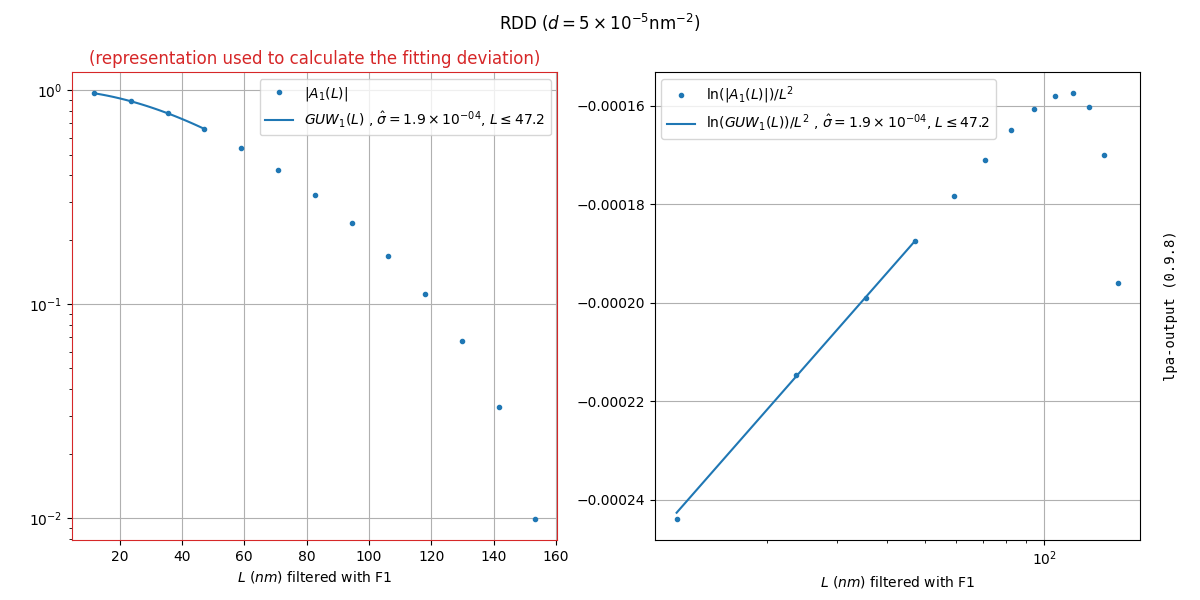 RDD (d = 5 × 10⁻⁵nm⁻²)
(representation used to calculate the fitting deviation)
|A₁(L)|
GUW₁(L) , σ̂ = 1.9 × 10⁻⁰⁴, L ≤ 47.2
10⁰
10⁻¹
10⁻²
20 40 60 80 100 120 140 160
L (nm) filtered with F1
ln(|A₁(L)|)/L²
ln(GUW₁(L))/L² , σ̂ = 1.9 × 10⁻⁰⁴, L ≤ 47.2
−0.00016
−0.00018
−0.00020
−0.00022
−0.00024
10²
L (nm) filtered with F1
lpa-output (0.9.8)